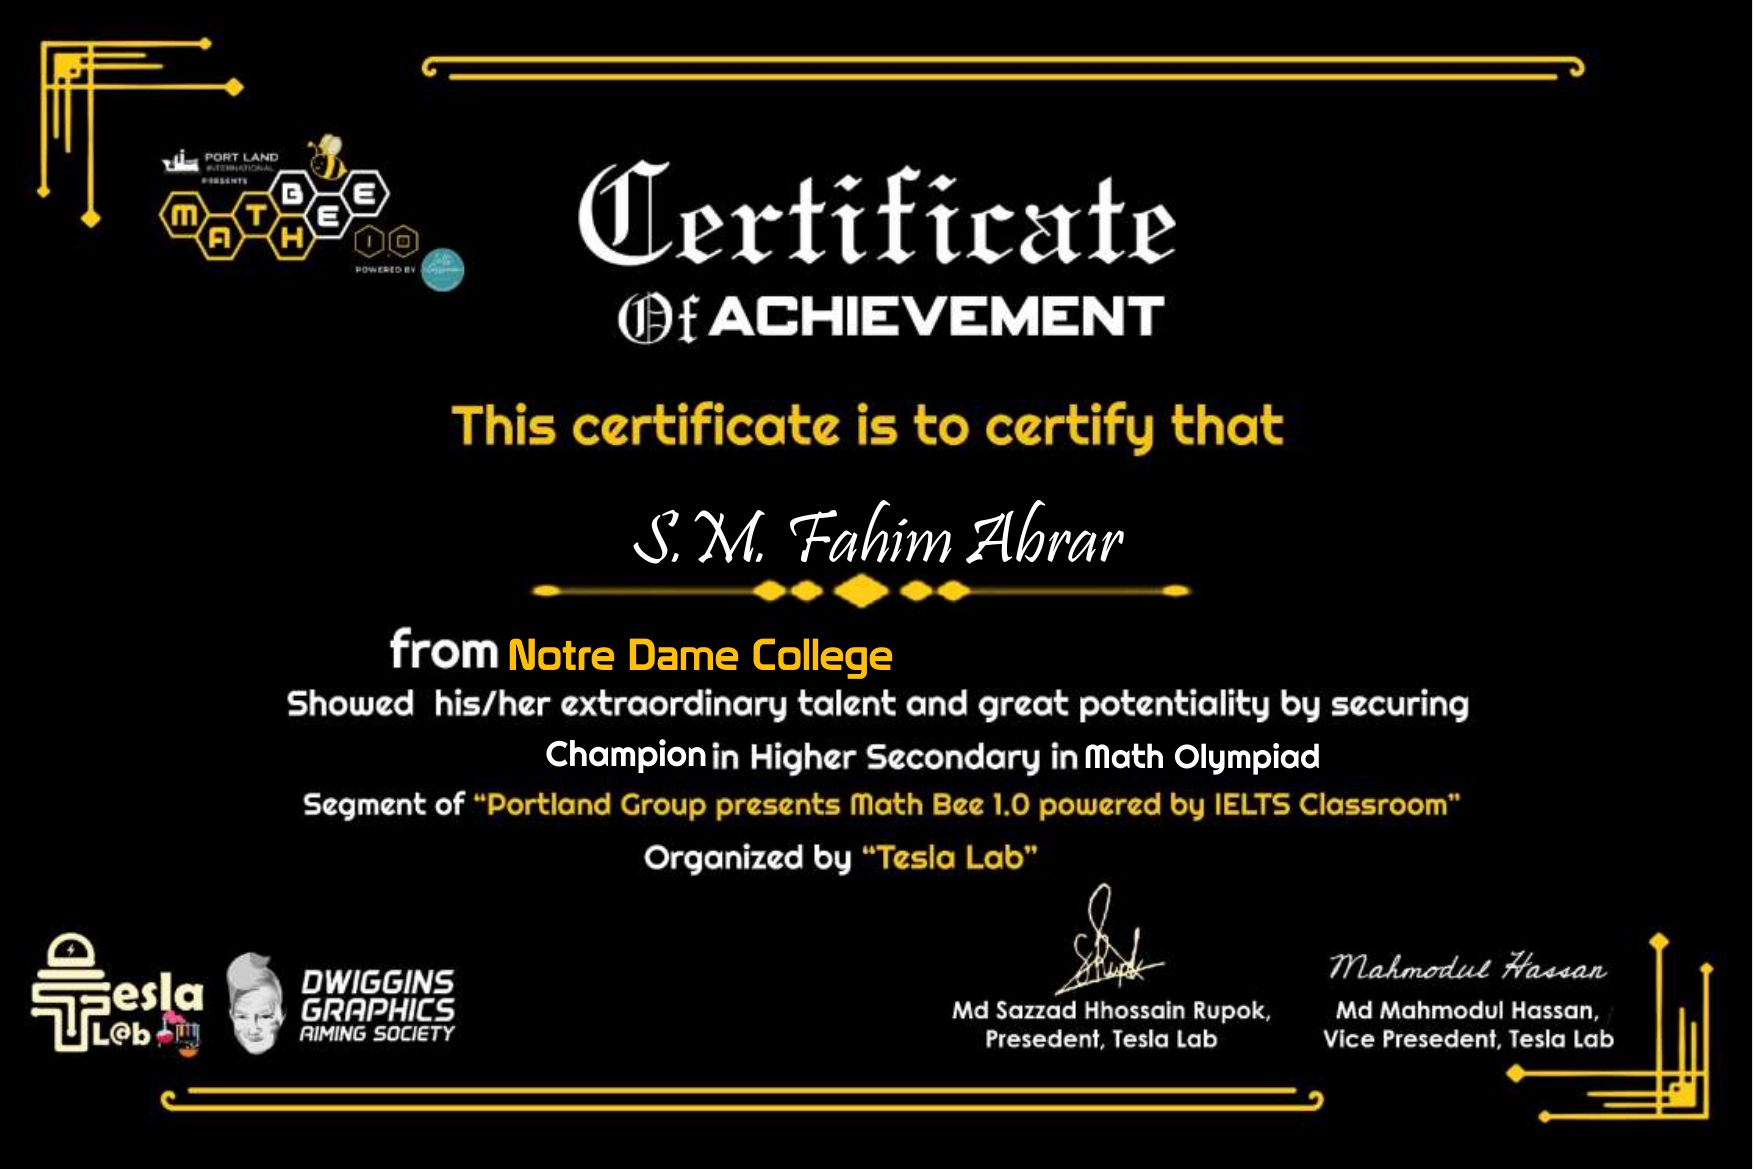 PORT LAND
INTERNATIONAL
PRESENTS
MATH BEE
1.0
POWERED BY
Certificate
Of ACHIEVEMENT
This certificate is to certify that
S. M. Fahim Abrar
from Notre Dame College
Showed his/her extraordinary talent and great potentiality by securing
Champion in Higher Secondary in Math Olympiad
Segment of “Portland Group presents Math Bee 1.0 powered by IELTS Classroom”
Organized by “Tesla Lab”
Tesla
L@b
DWIGGINS
GRAPHICS
AIMING SOCIETY
Md Sazzad Hhossain Rupok,
Presedent, Tesla Lab
Mahmodul Hassan
Md Mahmodul Hassan,
Vice Presedent, Tesla Lab